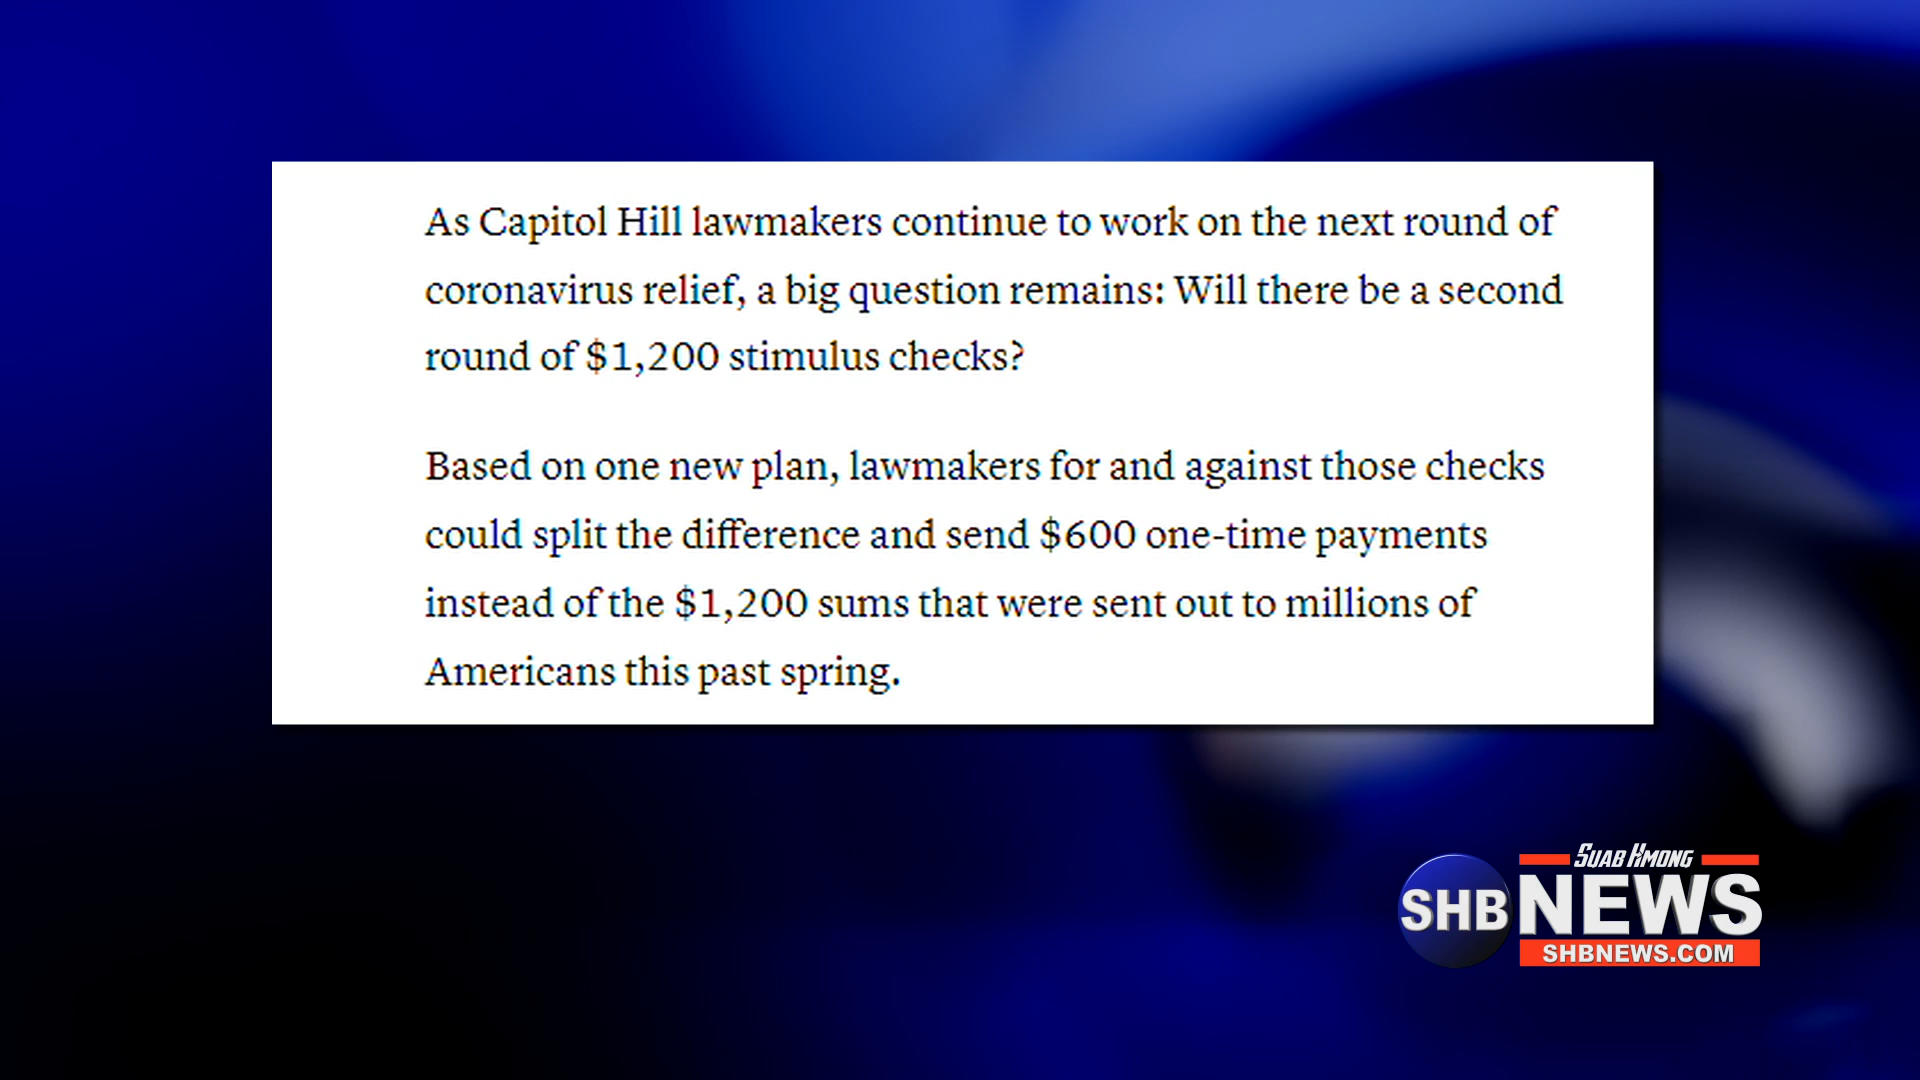 As Capitol Hill lawmakers continue to work on the next round of
coronavirus relief, a big question remains: Will there be a second
round of $1,200 stimulus checks?
Based on one new plan, lawmakers for and against those checks
could split the difference and send $600 one-time payments
instead of the $1,200 sums that were sent out to millions of
Americans this past spring.
SUAB HMONG
SHB NEWS
SHBNEWS.COM